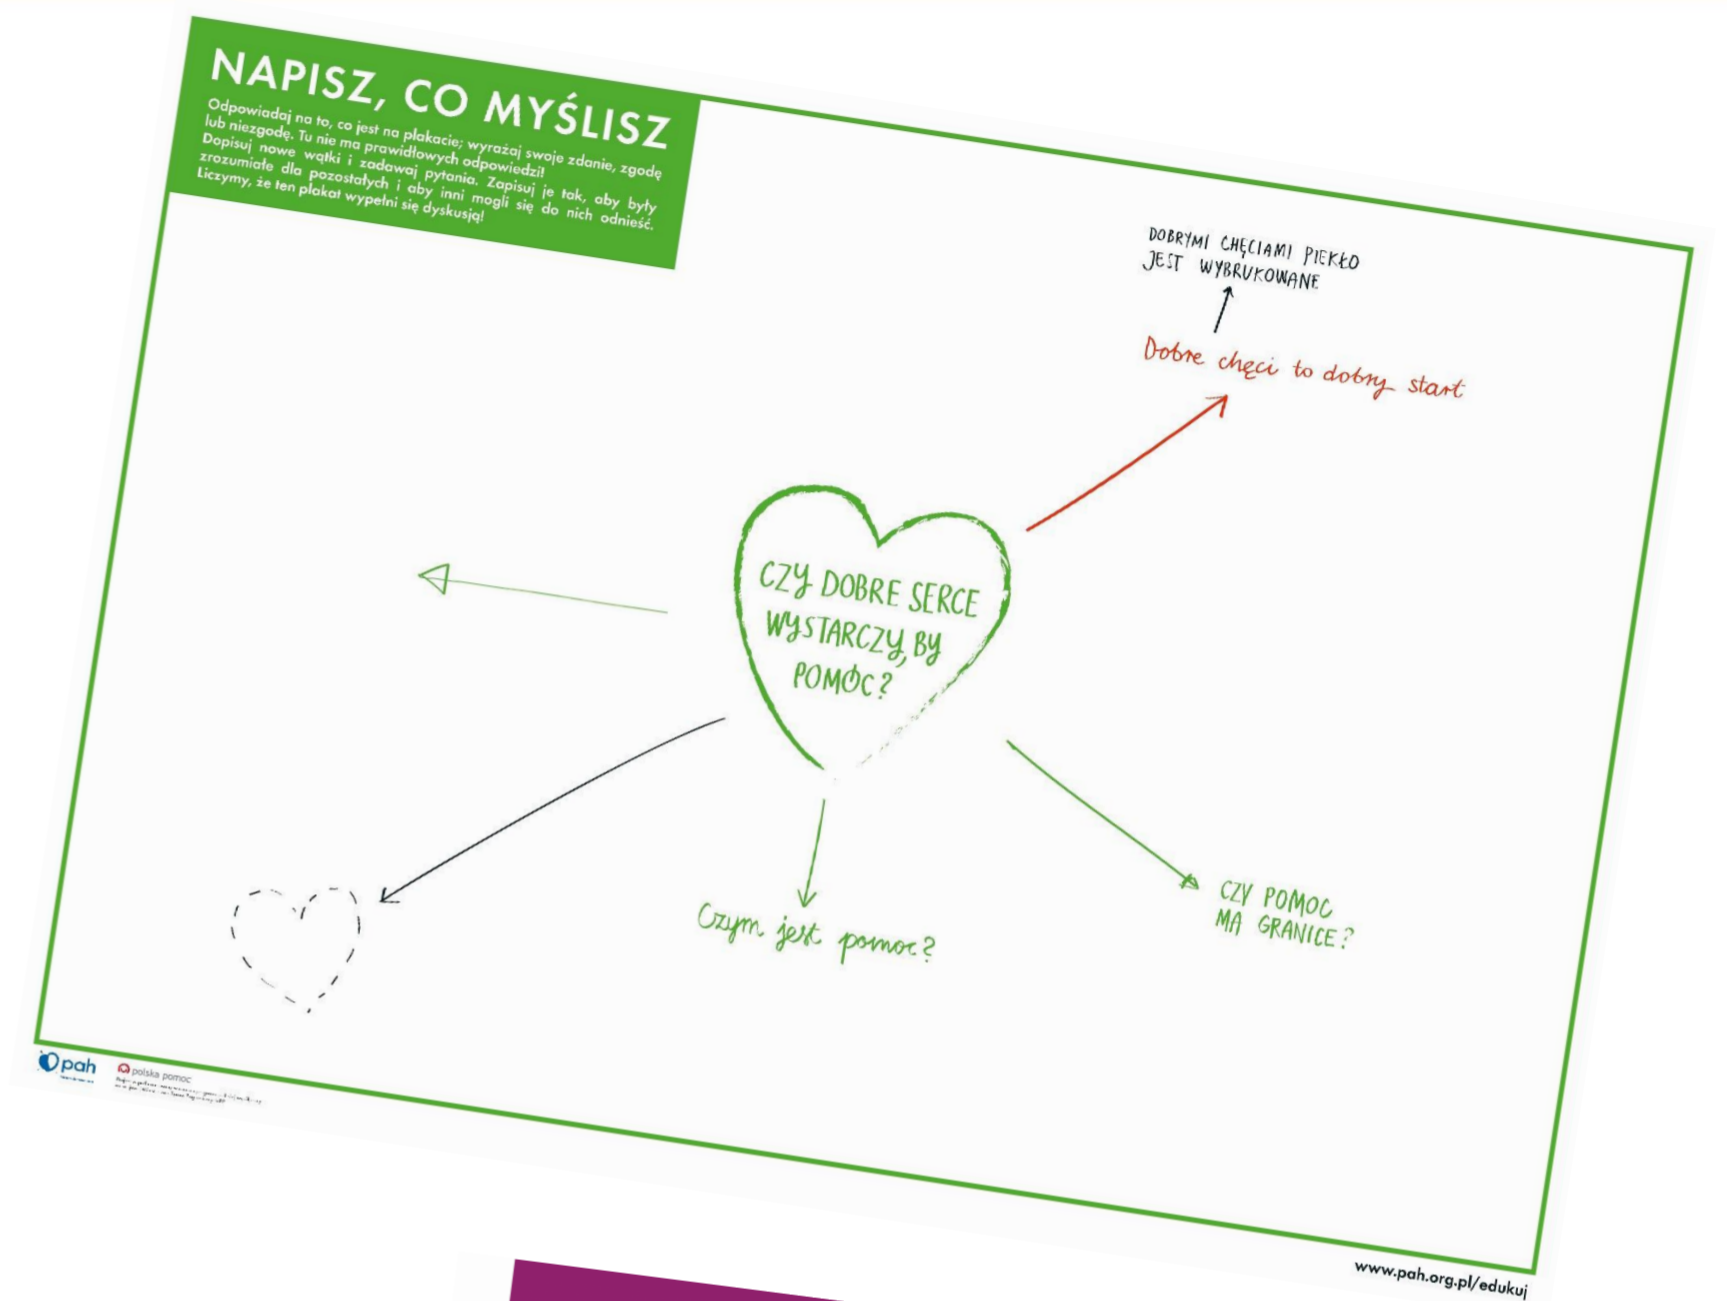 NAPISZ, CO MYŚLISZ
Odpowiadaj na to, co jest na plakacie; wyrażaj swoje zdanie, zgodę
lub niezgodę. Tu nie ma prawidłowych odpowiedzi!
Dopisuj nowe wątki i zadawaj pytania. Zapisuj je tak, aby były
zrozumiałe dla pozostałych i aby inni mogli się do nich odnieść.
Liczymy, że ten plakat wypełni się dyskusją!
DOBRYMI CHĘCIAMI PIEKŁO
JEST WYBRUKOWANE
Dobre chęci to dobry start
CZY DOBRE SERCE
WYSTARCZY, BY
POMÓC?
CZY POMOC
MA GRANICE?
Czym jest pomoc?
pah
polska pomoc
www.pah.org.pl/edukuj